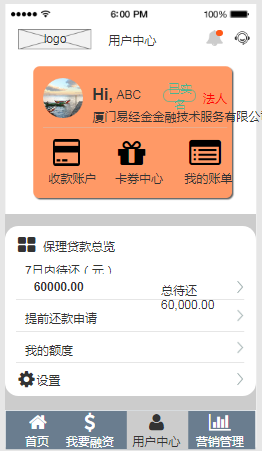 6:00 PM
100%
logo
用户中心
Hi, ABC
已实名
法人
厦门易经金金融技术服务有限公司
收款账户
卡券中心
我的账单
保理贷款总览
7日内待还（元）
60000.00
总待还
60,000.00
提前还款申请
我的额度
设置
首页
我要融资
用户中心
营销管理